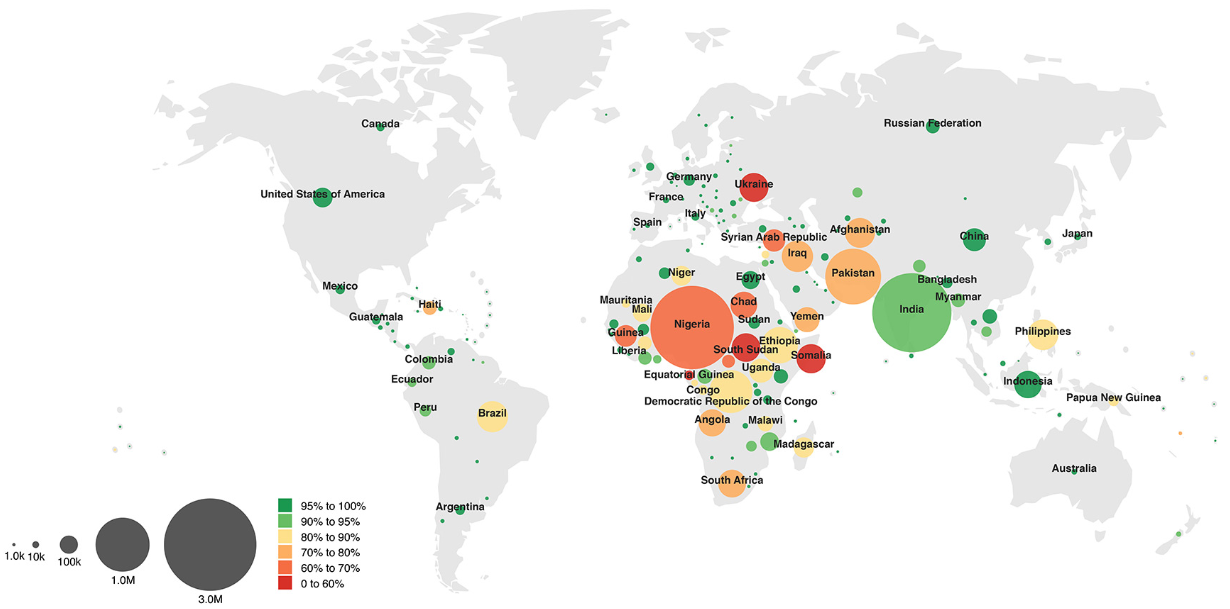 Canada
Russian Federation
United States of America
Germany
Ukraine
France
Italy
Spain
Syrian Arab Republic
Afghanistan
China
Japan
Iraq
Pakistan
Niger
Egypt
Bangladesh
Mexico
Haiti
Mauritania
Mali
Chad
Myanmar
India
Guatemala
Nigeria
Sudan
Yemen
Guinea
Philippines
Liberia
Ethiopia
South Sudan
Somalia
Colombia
Uganda
Ecuador
Equatorial Guinea
Indonesia
Congo
Democratic Republic of the Congo
Papua New Guinea
Peru
Brazil
Angola
Malawi
Madagascar
Australia
South Africa
Argentina
95% to 100%
90% to 95%
80% to 90%
70% to 80%
60% to 70%
0 to 60%
1.0k
10k
100k
1.0M
3.0M